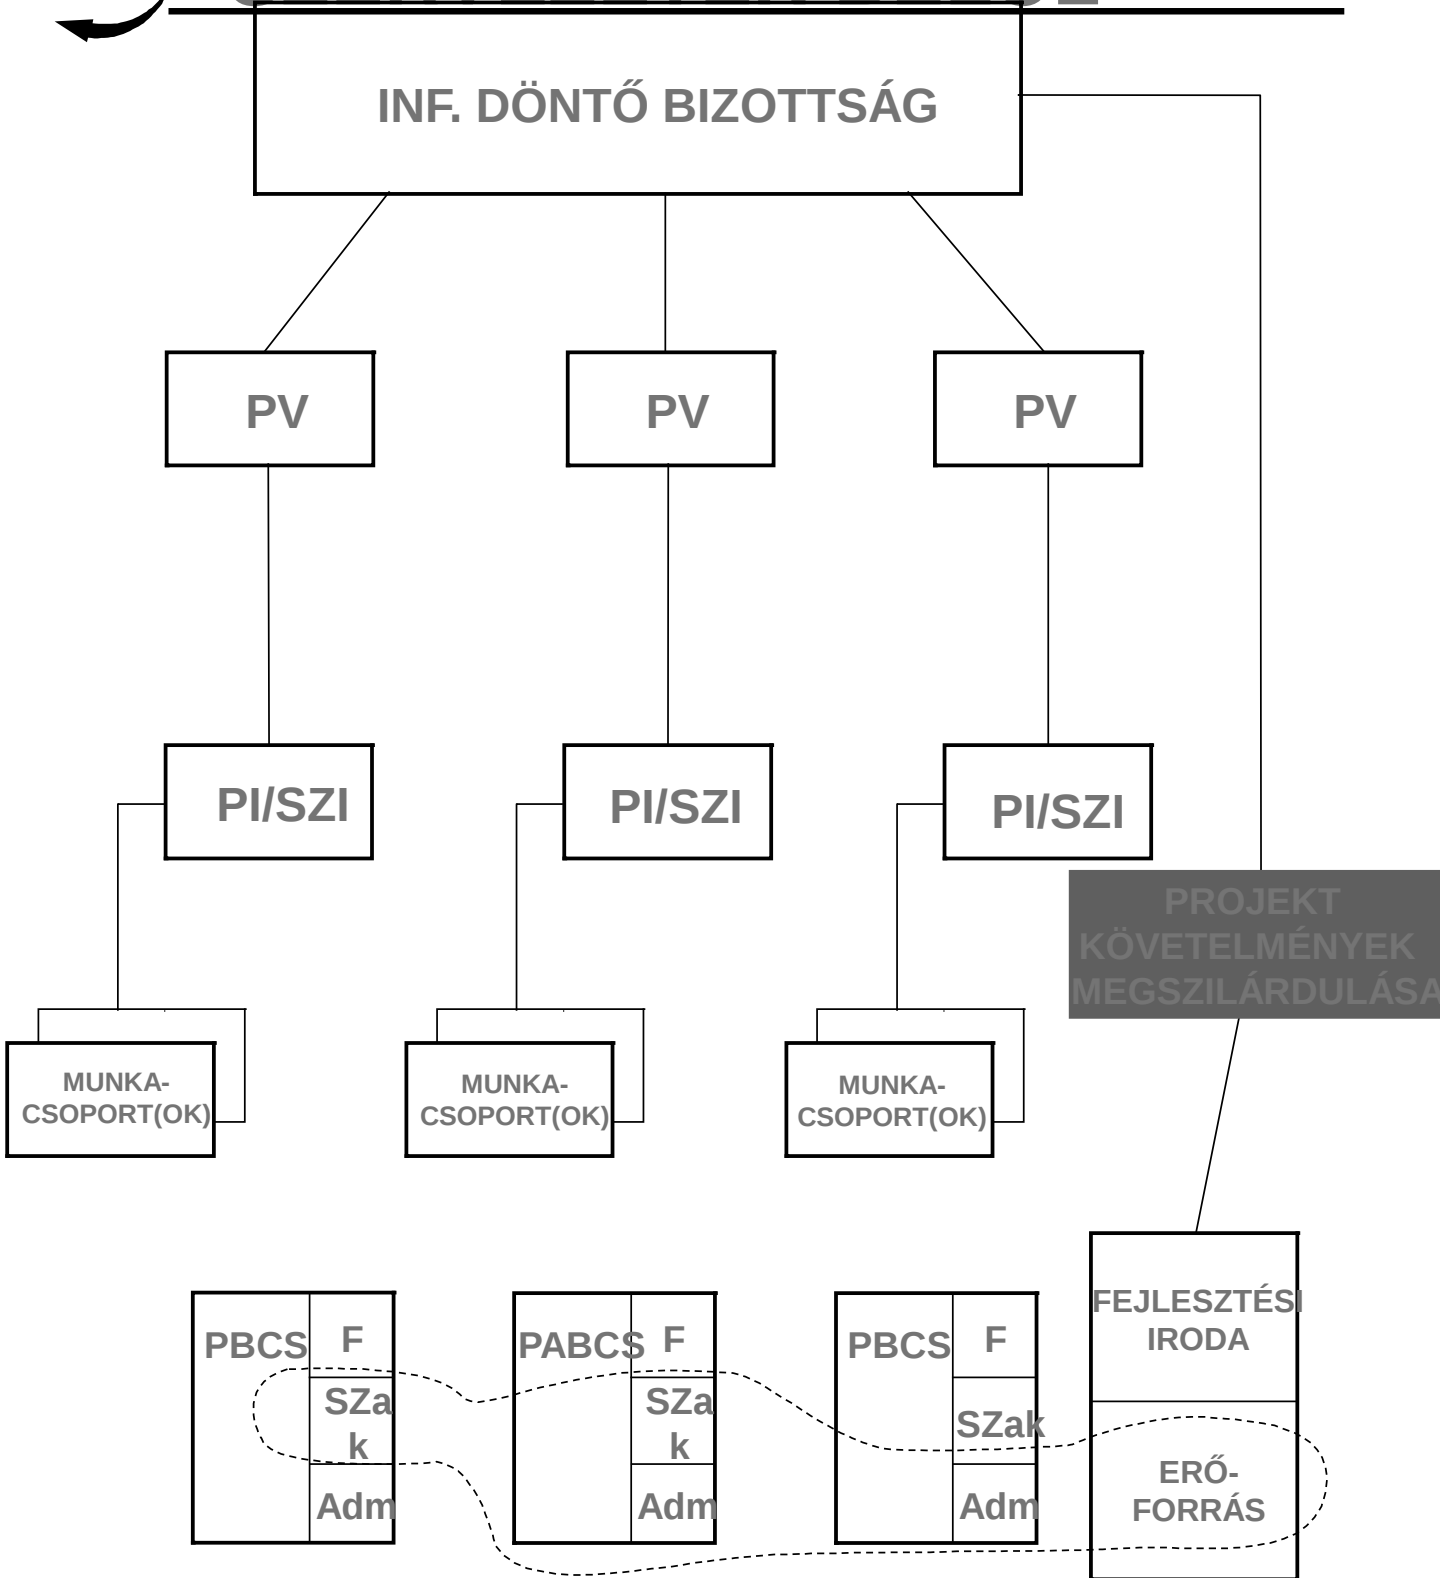 INF. DÖNTŐ BIZOTTSÁG
PV
PV
PV
PI/SZI
PI/SZI
PI/SZI
PROJEKT
KÖVETELMÉNYEK
MEGSZILÁRDULÁSA
MUNKA-
CSOPORT(OK)
MUNKA-
CSOPORT(OK)
MUNKA-
CSOPORT(OK)
PBCS
F
SZa
k
Adm
PABCS
F
SZa
k
Adm
PBCS
F
SZak
Adm
FEJLESZTÉSI
IRODA
ERŐ-
FORRÁS